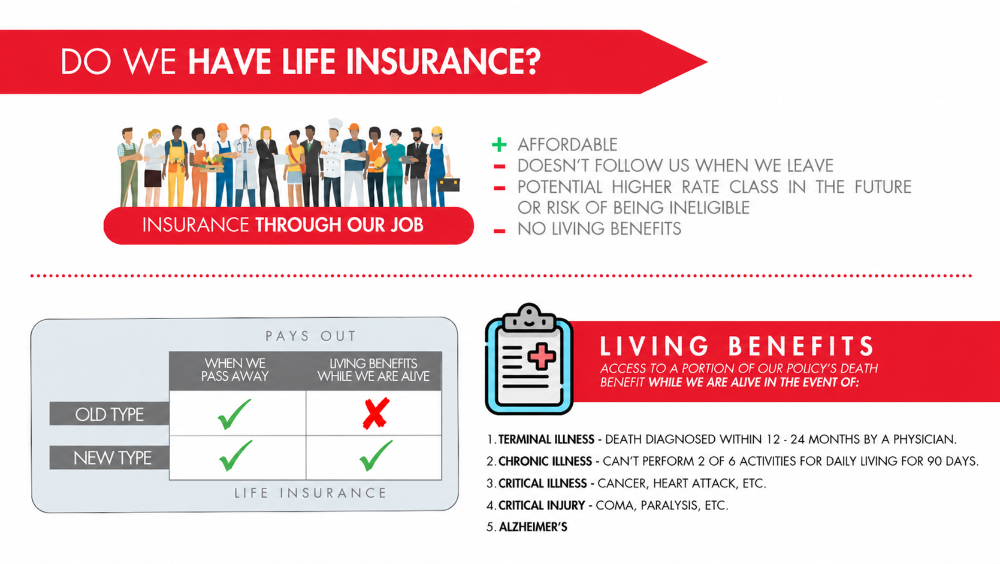 DO WE HAVE LIFE INSURANCE?
INSURANCE THROUGH OUR JOB
+ AFFORDABLE
- DOESN'T FOLLOW US WHEN WE LEAVE
- POTENTIAL HIGHER RATE CLASS IN THE FUTURE
OR RISK OF BEING INELIGIBLE
- NO LIVING BENEFITS
PAYS OUT
WHEN WE
PASS AWAY
LIVING BENEFITS
WHILE WE ARE ALIVE
OLD TYPE
NEW TYPE
LIFE INSURANCE
LIVING BENEFITS
ACCESS TO A PORTION OF OUR POLICY'S DEATH
BENEFIT WHILE WE ARE ALIVE IN THE EVENT OF:
1. TERMINAL ILLNESS - DEATH DIAGNOSED WITHIN 12 - 24 MONTHS BY A PHYSICIAN.
2. CHRONIC ILLNESS - CAN'T PERFORM 2 OF 6 ACTIVITIES FOR DAILY LIVING FOR 90 DAYS.
3. CRITICAL ILLNESS - CANCER, HEART ATTACK, ETC.
4. CRITICAL INJURY - COMA, PARALYSIS, ETC.
5. ALZHEIMER'S